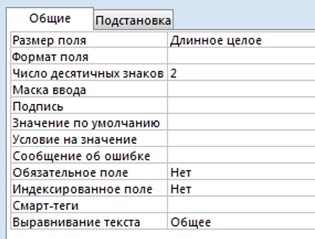 Общие Подстановка
Размер поля Длинное целое
Формат поля
Число десятичных знаков 2
Маска ввода
Подпись
Значение по умолчанию
Условие на значение
Сообщение об ошибке
Обязательное поле Нет
Индексированное поле Нет
Смарт-теги
Выравнивание текста Общее